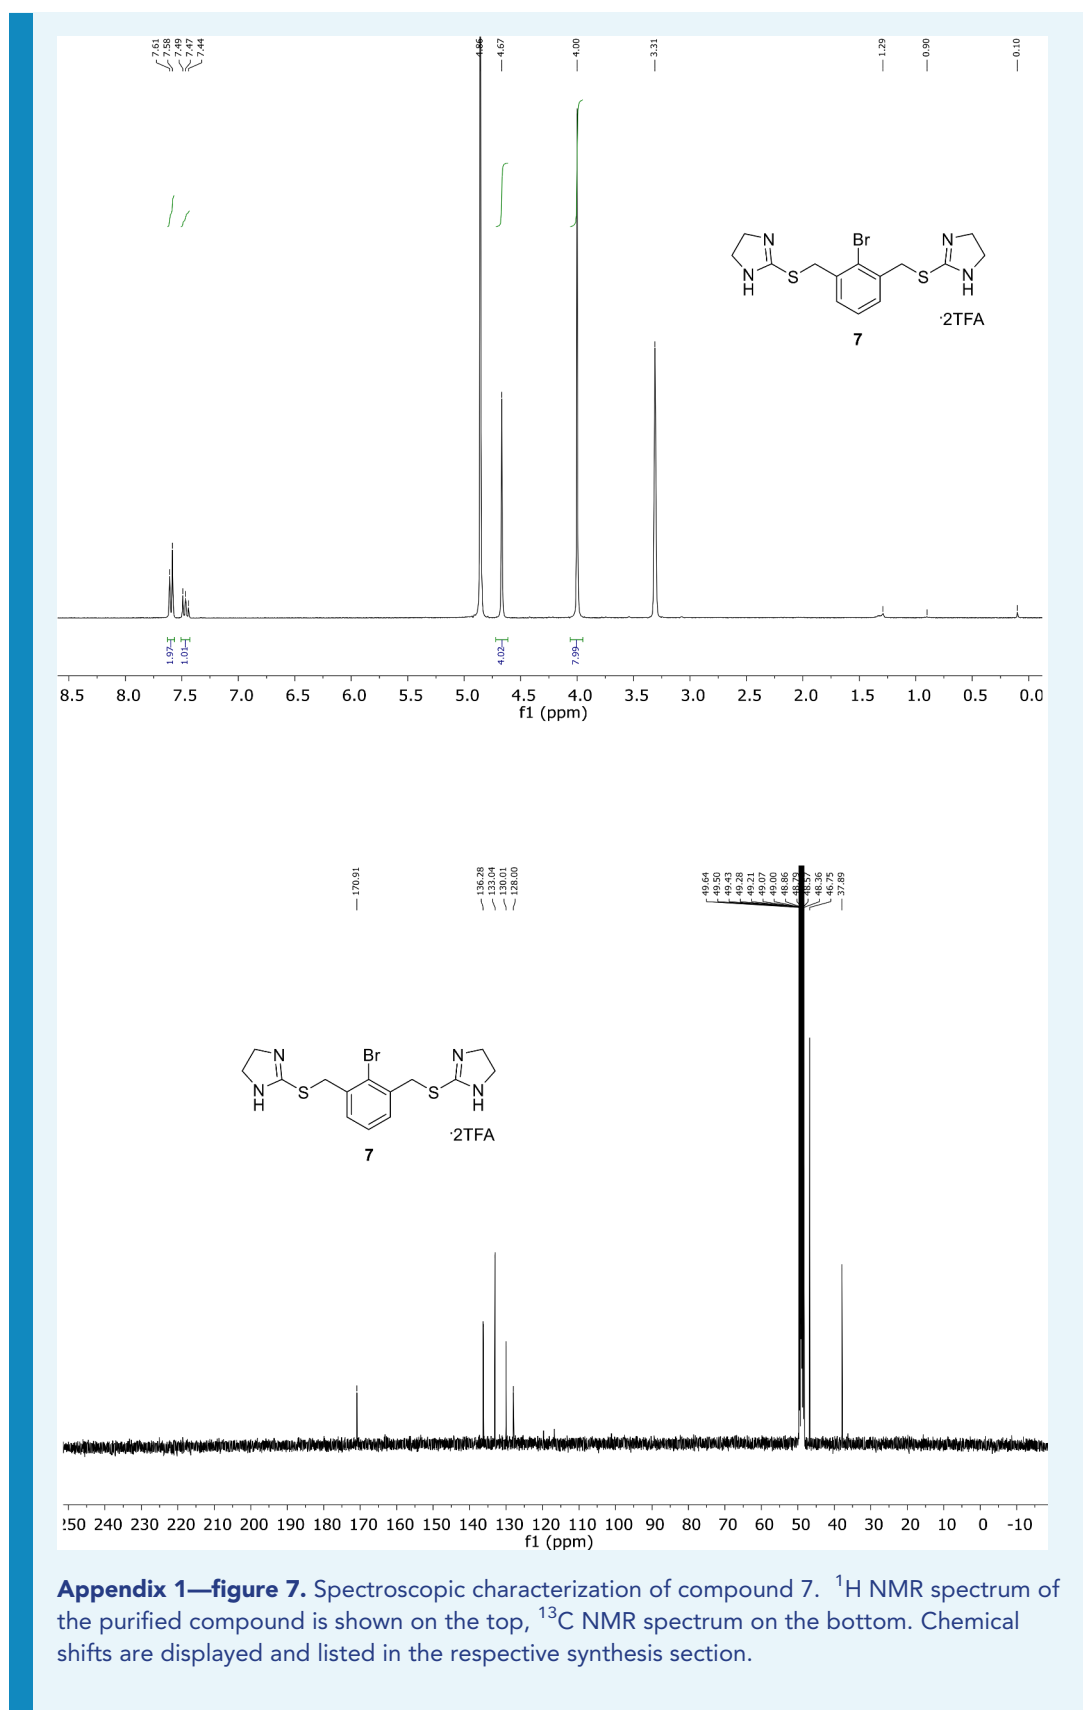 7.61
7.58
7.49
7.47
7.44
4.86
4.67
4.00
3.31
1.29
0.90
0.10
N
Br
N
N
H
S
S
N
H
·2TFA
7
1.97
1.01
4.02
7.99
8.5 8.0 7.5 7.0 6.5 6.0 5.5 5.0 4.5 4.0 3.5 3.0 2.5 2.0 1.5 1.0 0.5 0.0
f1 (ppm)
170.91
136.28
133.04
130.01
128.00
49.64
49.50
49.43
49.28
49.21
49.07
49.00
48.86
48.79
48.57
48.36
46.75
37.89
N
Br
N
N
H
S
S
N
H
·2TFA
7
250 240 230 220 210 200 190 180 170 160 150 140 130 120 110 100 90 80 70 60 50 40 30 20 10 0 -10
f1 (ppm)
Appendix 1—figure 7. Spectroscopic characterization of compound 7. ¹H NMR spectrum of
the purified compound is shown on the top, ¹³C NMR spectrum on the bottom. Chemical
shifts are displayed and listed in the respective synthesis section.